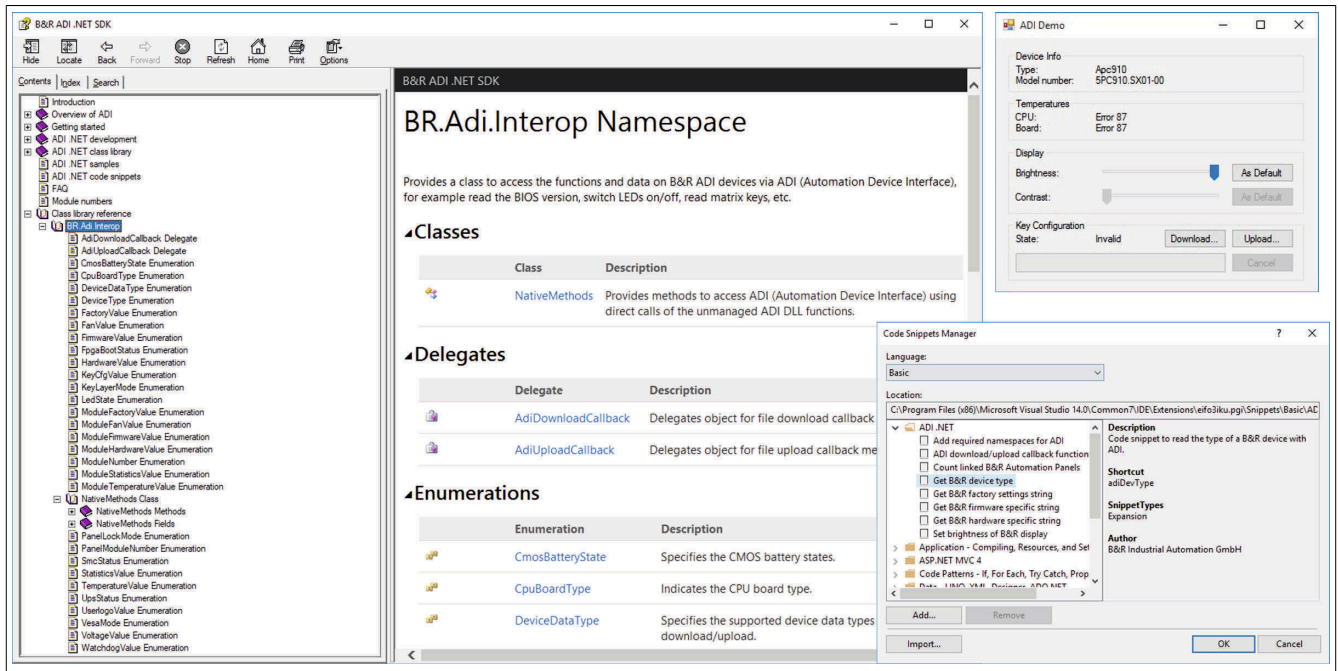 B&R ADI .NET SDK
Hide Locate Back Forward Stop Refresh Home Print Options
Contents Index Search
Introduction
Overview of ADI
Getting started
ADI .NET development
ADI .NET class library
ADI .NET samples
ADI .NET code snippets
FAQ
Module numbers
Class library reference
BR.Adi.Interop
AdiDownloadCallback Delegate
AdiUploadCallback Delegate
CmosBatteryState Enumeration
CpuBoardType Enumeration
DeviceDataType Enumeration
DeviceType Enumeration
FactoryValue Enumeration
FanValue Enumeration
FirmwareValue Enumeration
FpgaBootStatus Enumeration
HardwareValue Enumeration
KeyCfgValue Enumeration
KeyLayerMode Enumeration
LedState Enumeration
ModuleFactoryValue Enumeration
ModuleFanValue Enumeration
ModuleFirmwareValue Enumeration
ModuleHardwareValue Enumeration
ModuleNumber Enumeration
ModuleStatisticsValue Enumeration
ModuleTemperatureValue Enumeration
NativeMethods Class
NativeMethods Methods
NativeMethods Fields
PanelLockMode Enumeration
PanelModuleNumber Enumeration
SmcStatus Enumeration
StatisticsValue Enumeration
TemperatureValue Enumeration
UpsStatus Enumeration
UserlogoValue Enumeration
VesaMode Enumeration
VoltageValue Enumeration
WatchdogValue Enumeration
B&R ADI .NET SDK
BR.Adi.Interop Namespace
Provides a class to access the functions and data on B&R ADI devices via ADI (Automation Device Interface),
for example read the BIOS version, switch LEDs on/off, read matrix keys, etc.
Classes
Class Description
NativeMethods Provides methods to access ADI (Automation Device Interface) using
direct calls of the unmanaged ADI DLL functions.
Delegates
Delegate Description
AdiDownloadCallback Delegates object for file download callback
AdiUploadCallback Delegates object for file upload callback me
Enumerations
Enumeration Description
CmosBatteryState Specifies the CMOS battery states.
CpuBoardType Indicates the CPU board type.
DeviceDataType Specifies the supported device data types
download/upload.
ADI Demo
Device Info
Type: Apc910
Model number: 5PC910.SX01-00
Temperatures
CPU: Error 87
Board: Error 87
Display
Brightness: As Default
Contrast: As Default
Key Configuration
State: Invalid Download... Upload...
Cancel
Code Snippets Manager ?
Language:
Basic
Location:
C:\Program Files (x86)\Microsoft Visual Studio 14.0\Common7\IDE\Extensions\eifo3iku.pgi\Snippets\Basic\AD
ADI .NET
Add required namespaces for ADI
ADI download/upload callback function
Count linked B&R Automation Panels
Get B&R device type
Get B&R factory settings string
Get B&R firmware specific string
Get B&R hardware specific string
Set brightness of B&R display
Application - Compiling, Resources, and Set
ASP.NET MVC 4
Code Patterns - If, For Each, Try Catch, Prop
Data - LINQ, XML, Designer, ADO.NET
Description
Code snippet to read the type of a B&R device with
ADI.
Shortcut
adiDevType
SnippetTypes
Expansion
Author
B&R Industrial Automation GmbH
Add... Remove
Import... OK Cancel